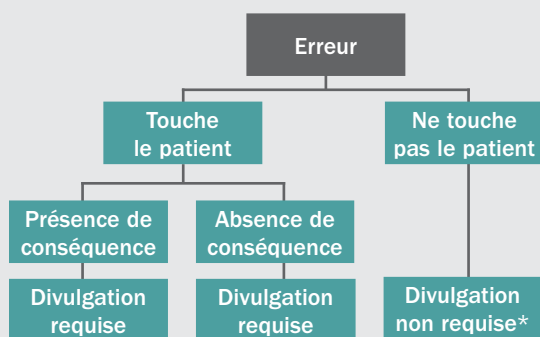 Erreur
Touche
le patient
Ne touche
pas le patient
Présence de
conséquence
Absence de
conséquence
Divulgation
requise
Divulgation
requise
Divulgation
non requise*